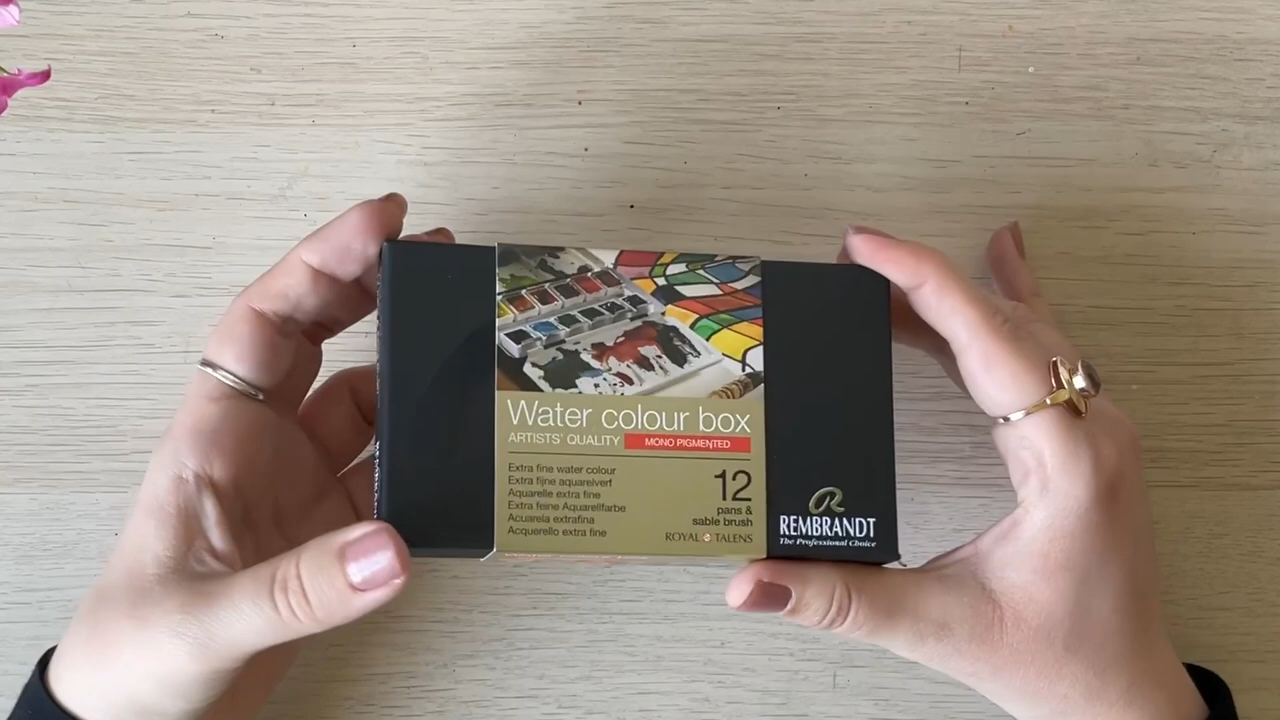 Water colour box
ARTISTS' QUALITY MONO PIGMENTED
Extra fine water colour
Extra fijne aquarelverf
Aquarelle extra fine
Extra feine Aquarellfarbe
Acuarela extrafina
Acquerello extra fine
12
pans &
sable brush
ROYAL TALENS
R
REMBRANDT
The Professional Choice